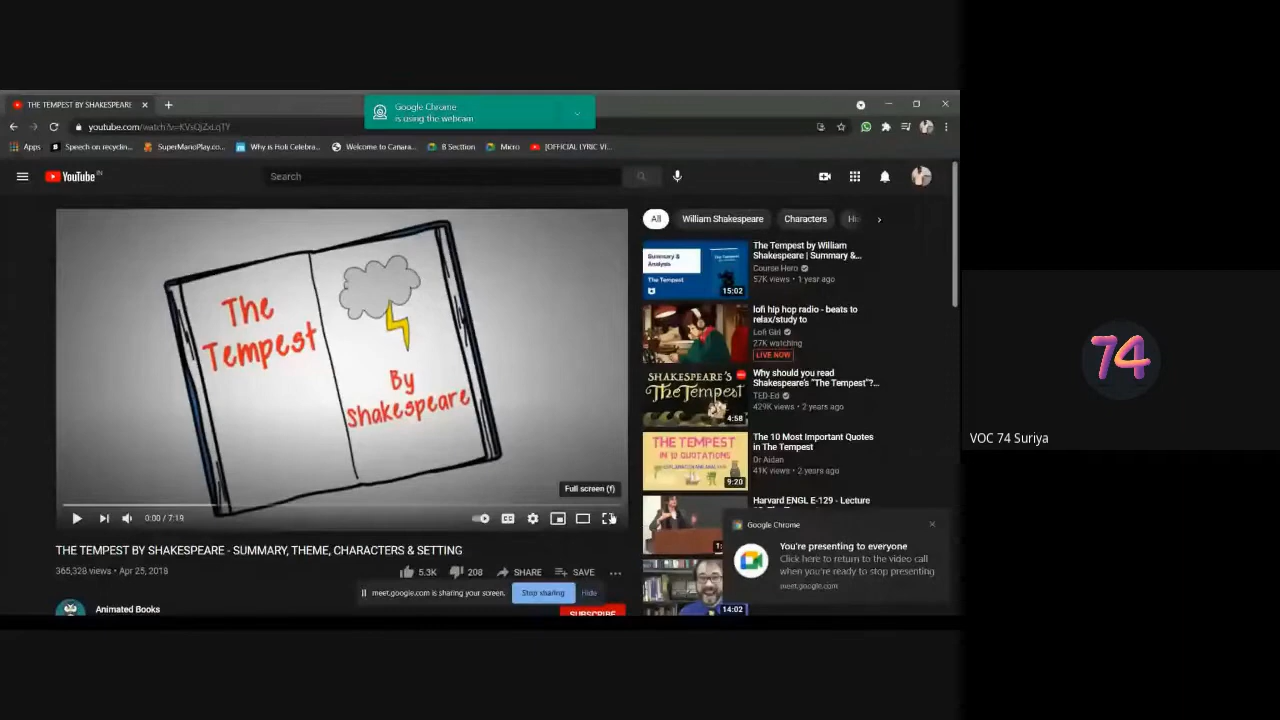 THE TEMPEST BY SHAKESPEARE
Google Chrome
is using the webcam
youtube.com/watch?v=KVsQjZxLqTY
Apps
Speech on recyclin...
SuperMarioPlay.co...
Why is Holi Celebra...
Welcome to Canara...
B Secttion
Micro
[OFFICIAL LYRIC VI...
YouTube IN
Search
The
Tempest
By
Shakespeare
Full screen (f)
0:00 / 7:19
THE TEMPEST BY SHAKESPEARE - SUMMARY, THEME, CHARACTERS & SETTING
365,328 views • Apr 25, 2018
5.3K
208
SHARE
SAVE
meet.google.com is sharing your screen.
Stop sharing
Hide
Animated Books
SUBSCRIBE
All
William Shakespeare
Characters
Summary &
Analysis
The Tempest
15:02
The Tempest by William
Shakespeare | Summary &...
Course Hero
57K views • 1 year ago
lofi hip hop radio - beats to
relax/study to
Lofi Girl
27K watching
LIVE NOW
SHAKESPEARE'S
The Tempest
4:58
Why should you read
Shakespeare's "The Tempest"?...
TED-Ed
429K views • 2 years ago
THE TEMPEST
IN 10 QUOTATIONS
9:20
The 10 Most Important Quotes
in The Tempest
Dr Aidan
41K views • 2 years ago
Harvard ENGL E-129 - Lecture
14:02
Google Chrome
You're presenting to everyone
Click here to return to the video call
when you're ready to stop presenting
meet.google.com
74
VOC 74 Suriya